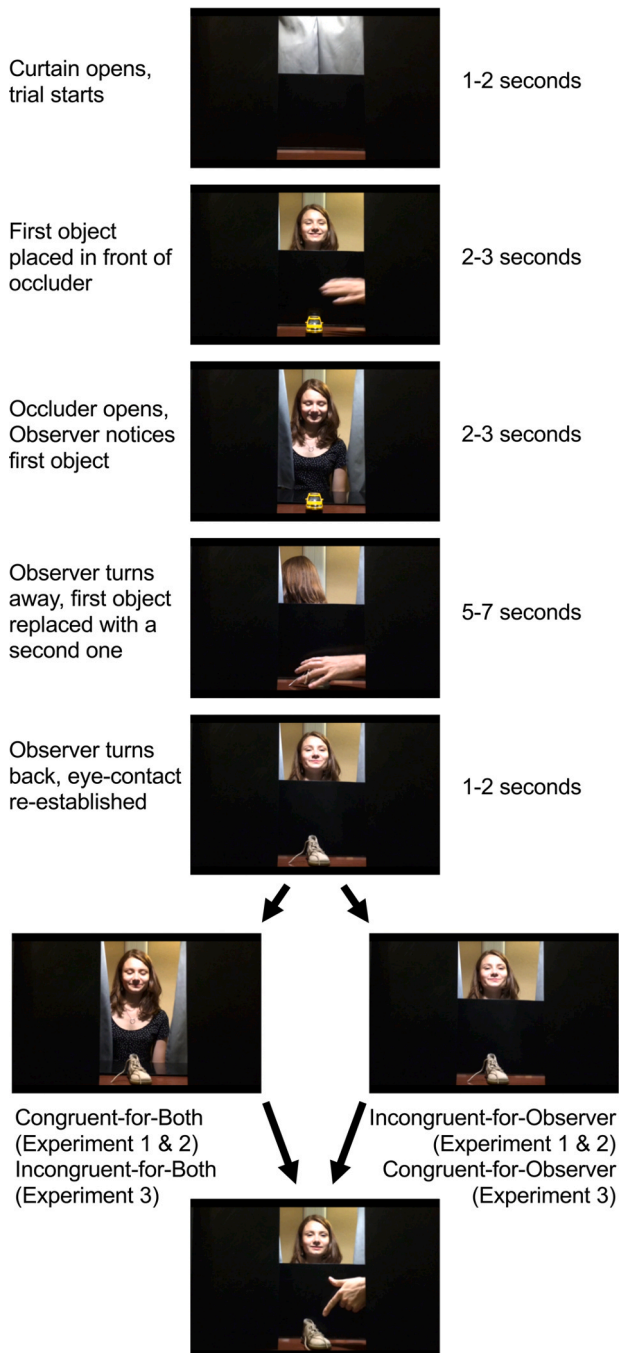 Curtain opens,
trial starts
1-2 seconds
First object
placed in front of
occluder
2-3 seconds
Occluder opens,
Observer notices
first object
2-3 seconds
Observer turns
away, first object
replaced with a
second one
5-7 seconds
Observer turns
back, eye-contact
re-established
1-2 seconds
Congruent-for-Both
(Experiment 1 & 2)
Incongruent-for-Both
(Experiment 3)
Incongruent-for-Observer
(Experiment 1 & 2)
Congruent-for-Observer
(Experiment 3)